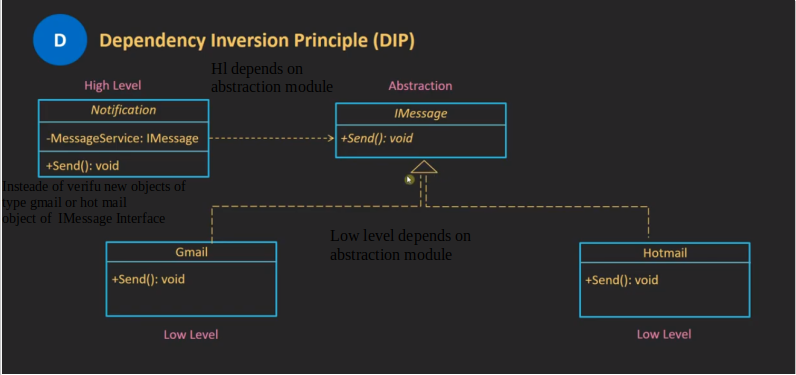 D
Dependency Inversion Principle (DIP)
High Level
Hl depends on
abstraction module
Abstraction
Notification
-MessageService: IMessage
+Send(): void
IMessage
+Send(): void
Insteade of verifu new objects of
type gmail or hot mail
object of IMessage Interface
Low level depends on
abstraction module
Gmail
+Send(): void
Low Level
Hotmail
+Send(): void
Low Level